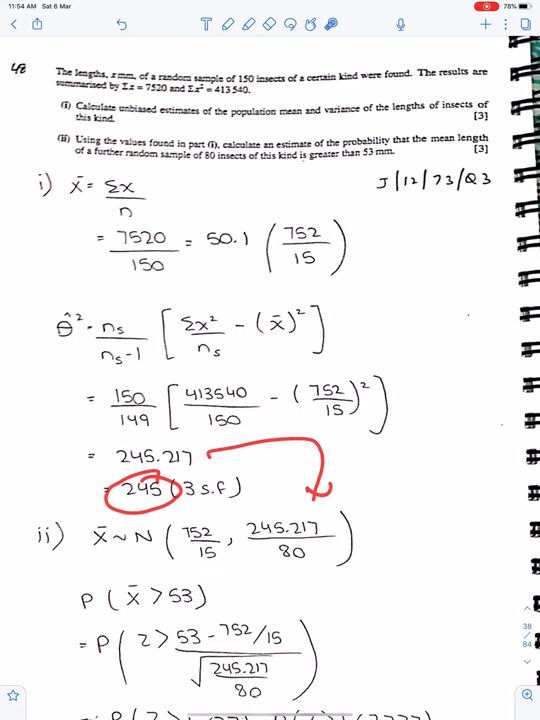 11:54 AM Sat 6 Mar
78%
48
The lengths, x mm, of a random sample of 150 insects of a certain kind were found. The results are
summarised by Σx = 7520 and Σx² = 413 540.
(i) Calculate unbiased estimates of the population mean and variance of the lengths of insects of
this kind. [3]
(ii) Using the values found in part (i), calculate an estimate of the probability that the mean length
of a further random sample of 80 insects of this kind is greater than 53 mm. [3]
J/12/73/Q3
i) x̄ = Σx / n
= 7520 / 150 = 50.1 (752 / 15)
θ̂² = ns / ns-1 [Σx² / ns - (x̄)²]
= 150 / 149 [413540 / 150 - (752 / 15)²]
= 245.217
= 245 (3 s.f)
ii) X̄ ~ N (752 / 15, 245.217 / 80)
P (X̄ > 53)
= P (Z > 53 - 752/15 / √245.217 / 80)
38
/
84